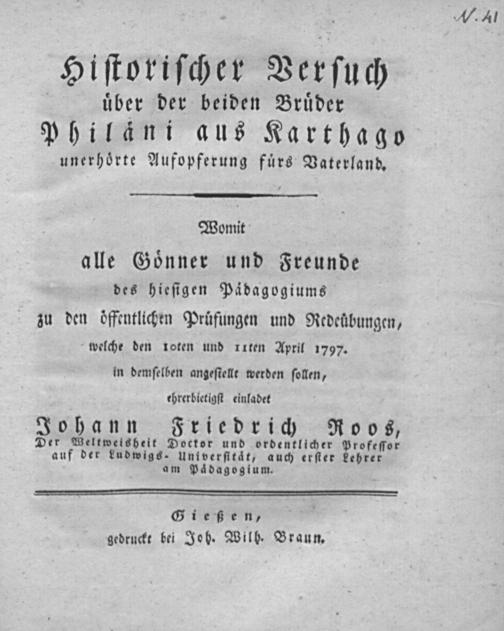 N. 41
Historischer Versuch
über der beiden Brüder
Philäni aus Karthago
unerhörte Aufopferung fürs Vaterland.
Womit
alle Gönner und Freunde
des hiesigen Pädagogiums
zu den öffentlichen Prüfungen und Redeübungen,
welche den 10ten und 11ten April 1797.
in demselben angestellt werden sollen,
ehrerbietigst einladet
Johann Friedrich Roos,
Der Weltweisheit Doctor und ordentlicher Professor
auf der Ludwigs-Universität, auch erster Lehrer
am Pädagogium.
Gießen,
gedruckt bei Joh. Wilh. Braun.